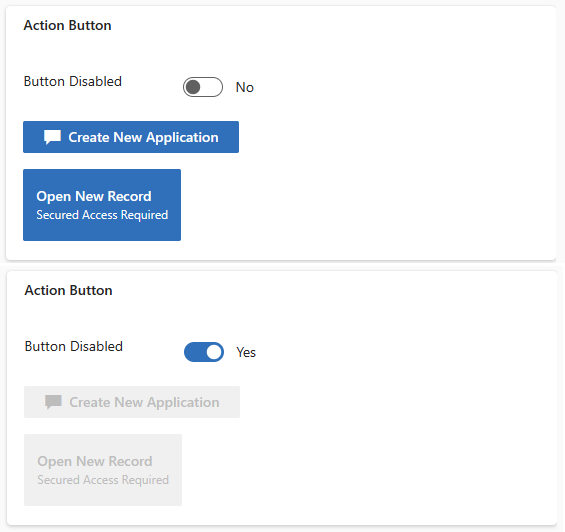 Action Button
Button Disabled
No
Create New Application
Open New Record
Secured Access Required
Action Button
Button Disabled
Yes
Create New Application
Open New Record
Secured Access Required